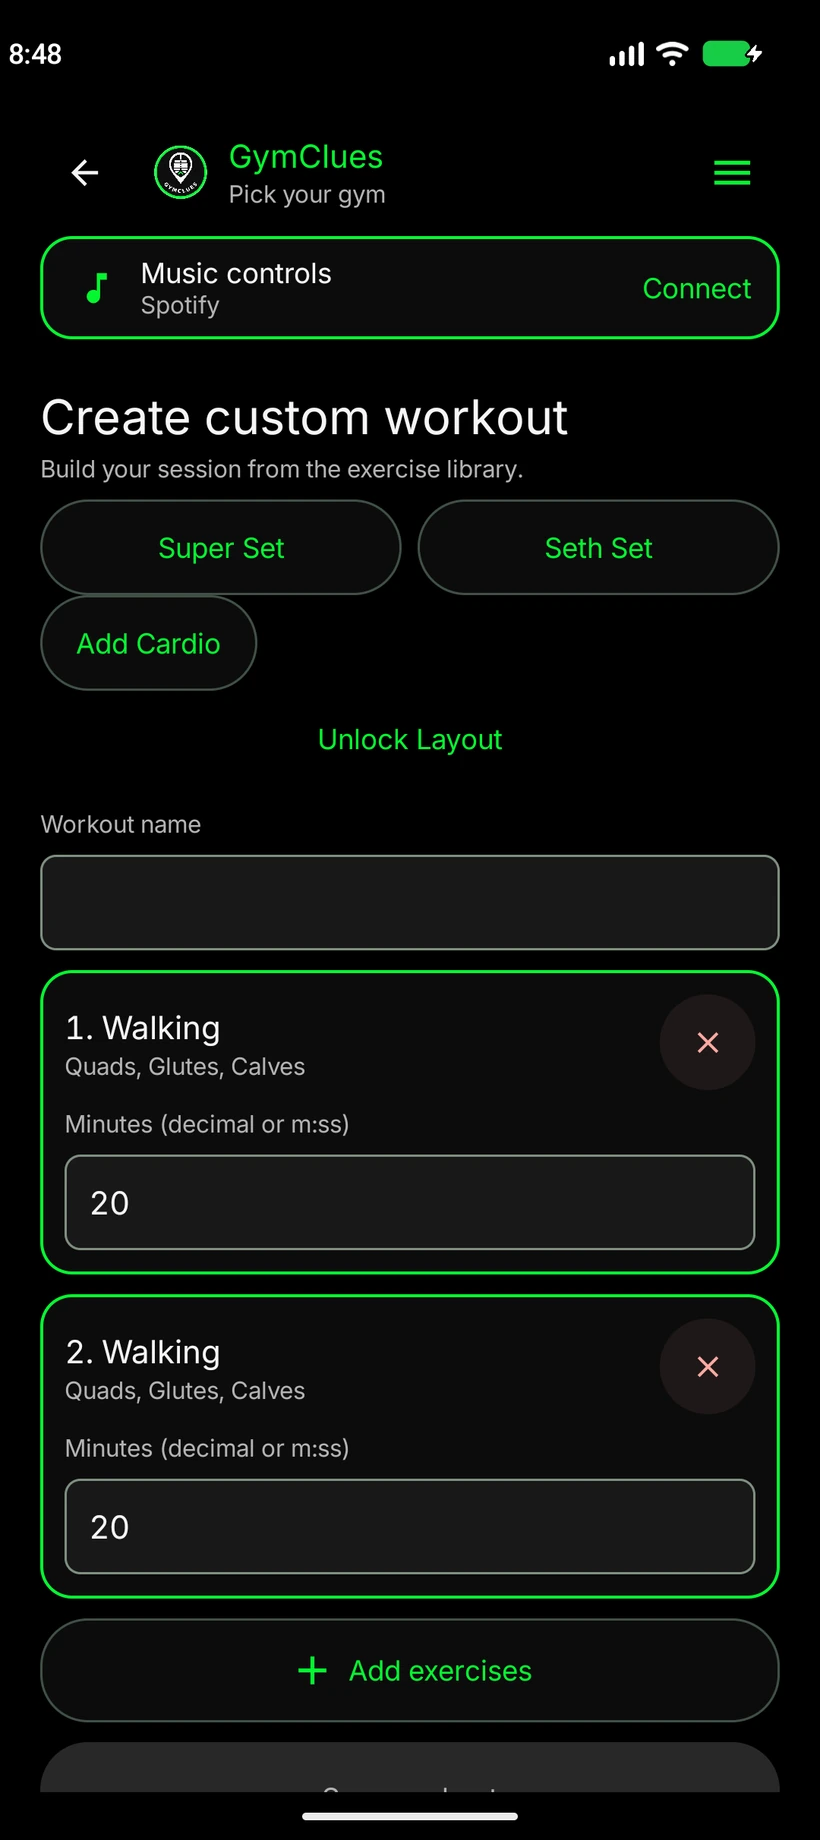 8:48
GymClues
Pick your gym
GYMCLUES
Music controls
Spotify
Connect
Create custom workout
Build your session from the exercise library.
Super Set
Seth Set
Add Cardio
Unlock Layout
Workout name
1. Walking
Quads, Glutes, Calves
Minutes (decimal or m:ss)
20
2. Walking
Quads, Glutes, Calves
Minutes (decimal or m:ss)
20
Add exercises